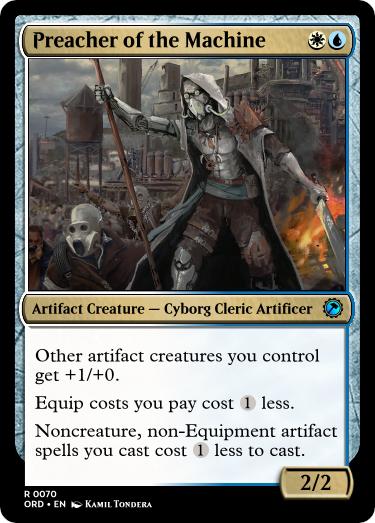 Preacher of the Machine
Artifact Creature — Cyborg Cleric Artificer
Other artifact creatures you control
get +1/+0.
Equip costs you pay cost 1 less.
Noncreature, non-Equipment artifact
spells you cast cost 1 less to cast.
2/2
R 0070
ORD • EN Kamil Tondera